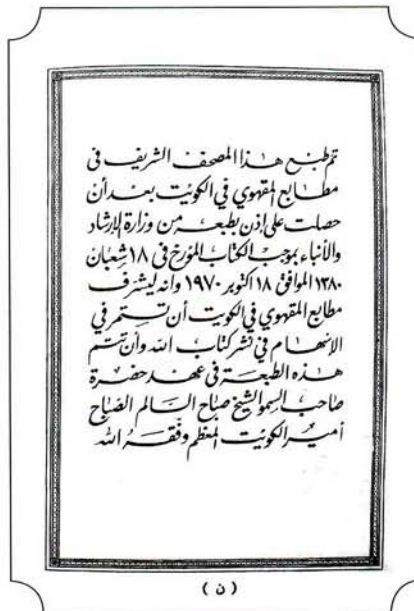 تم طبع هذا المصحف الشريف في
مطابع المقهوي في الكويت بعد أن
حصلت على إذن بطبعه من وزارة الإرشاد
والأنباء بموجب الكتاب المؤرخ في ١٨ شعبان
١٣٨٠ الموافق ١٨ اكتوبر ١٩٧٠ وانه ليشرف
مطابع المقهوي في الكويت أن تستمر في
الاسهام في نشر كتاب الله وأن تتم
هذه الطبعة في عهد حضرة
صاحب السمو الشيخ صباح السالم الصباح
أمير الكويت المعظم وفقه الله
( ن )